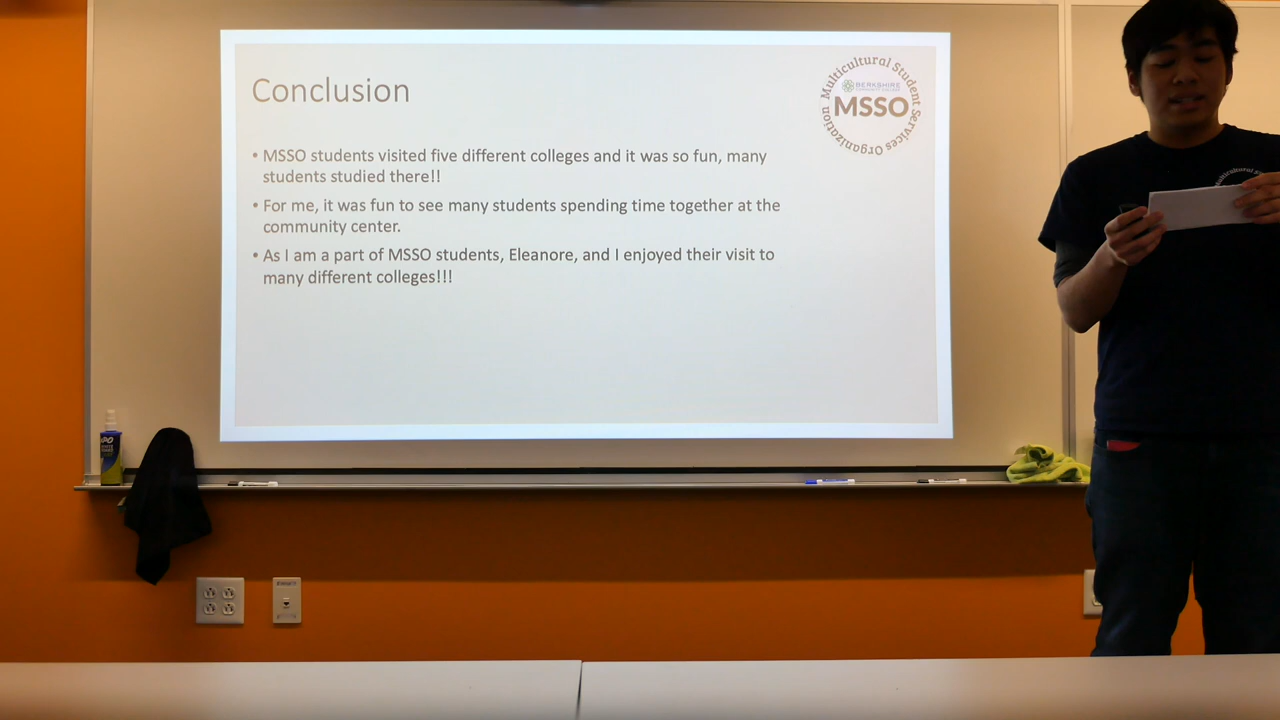 Conclusion
Multicultural Student Services Organization
BERKSHIRE
COMMUNITY COLLEGE
MSSO
• MSSO students visited five different colleges and it was so fun, many
students studied there!!
• For me, it was fun to see many students spending time together at the
community center.
• As I am a part of MSSO students, Eleanore, and I enjoyed their visit to
many different colleges!!!